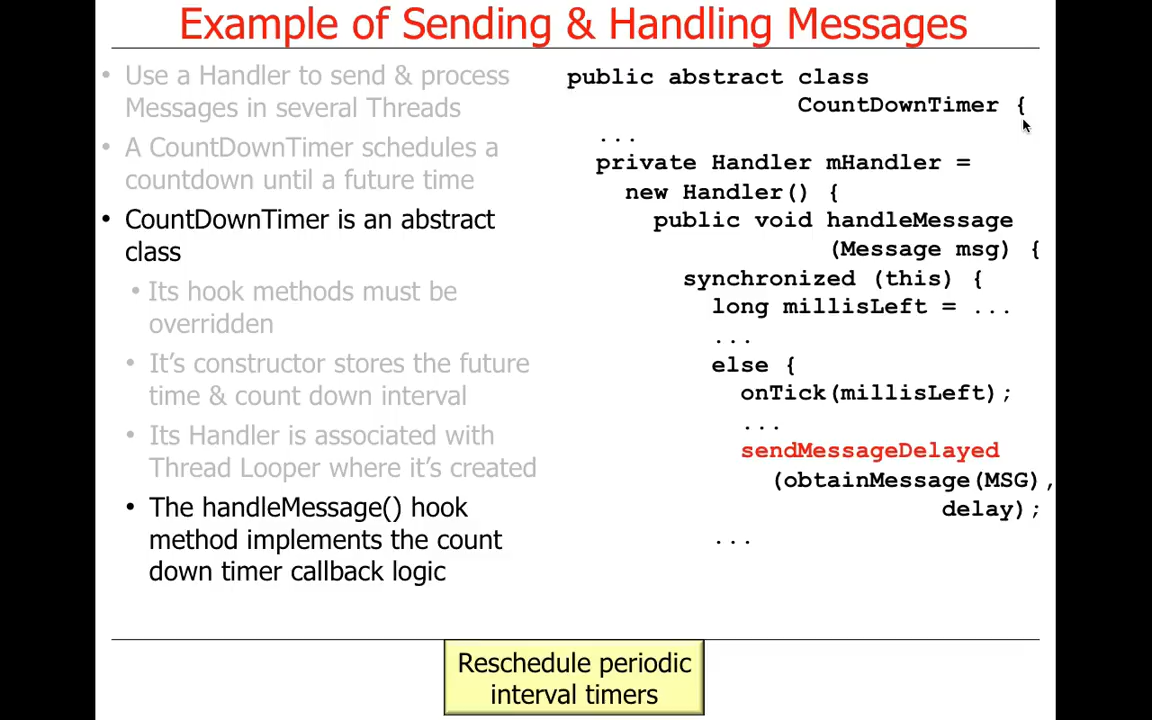 Example of Sending & Handling Messages
• Use a Handler to send & process
Messages in several Threads
• A CountDownTimer schedules a
countdown until a future time
• CountDownTimer is an abstract
class
• Its hook methods must be
overridden
• It's constructor stores the future
time & count down interval
• Its Handler is associated with
Thread Looper where it's created
• The handleMessage() hook
method implements the count
down timer callback logic
public abstract class
CountDownTimer {
...
private Handler mHandler =
new Handler() {
public void handleMessage
(Message msg) {
synchronized (this) {
long millisLeft = ...
...
else {
onTick(millisLeft);
...
sendMessageDelayed
(obtainMessage(MSG),
delay);
...
Reschedule periodic
interval timers